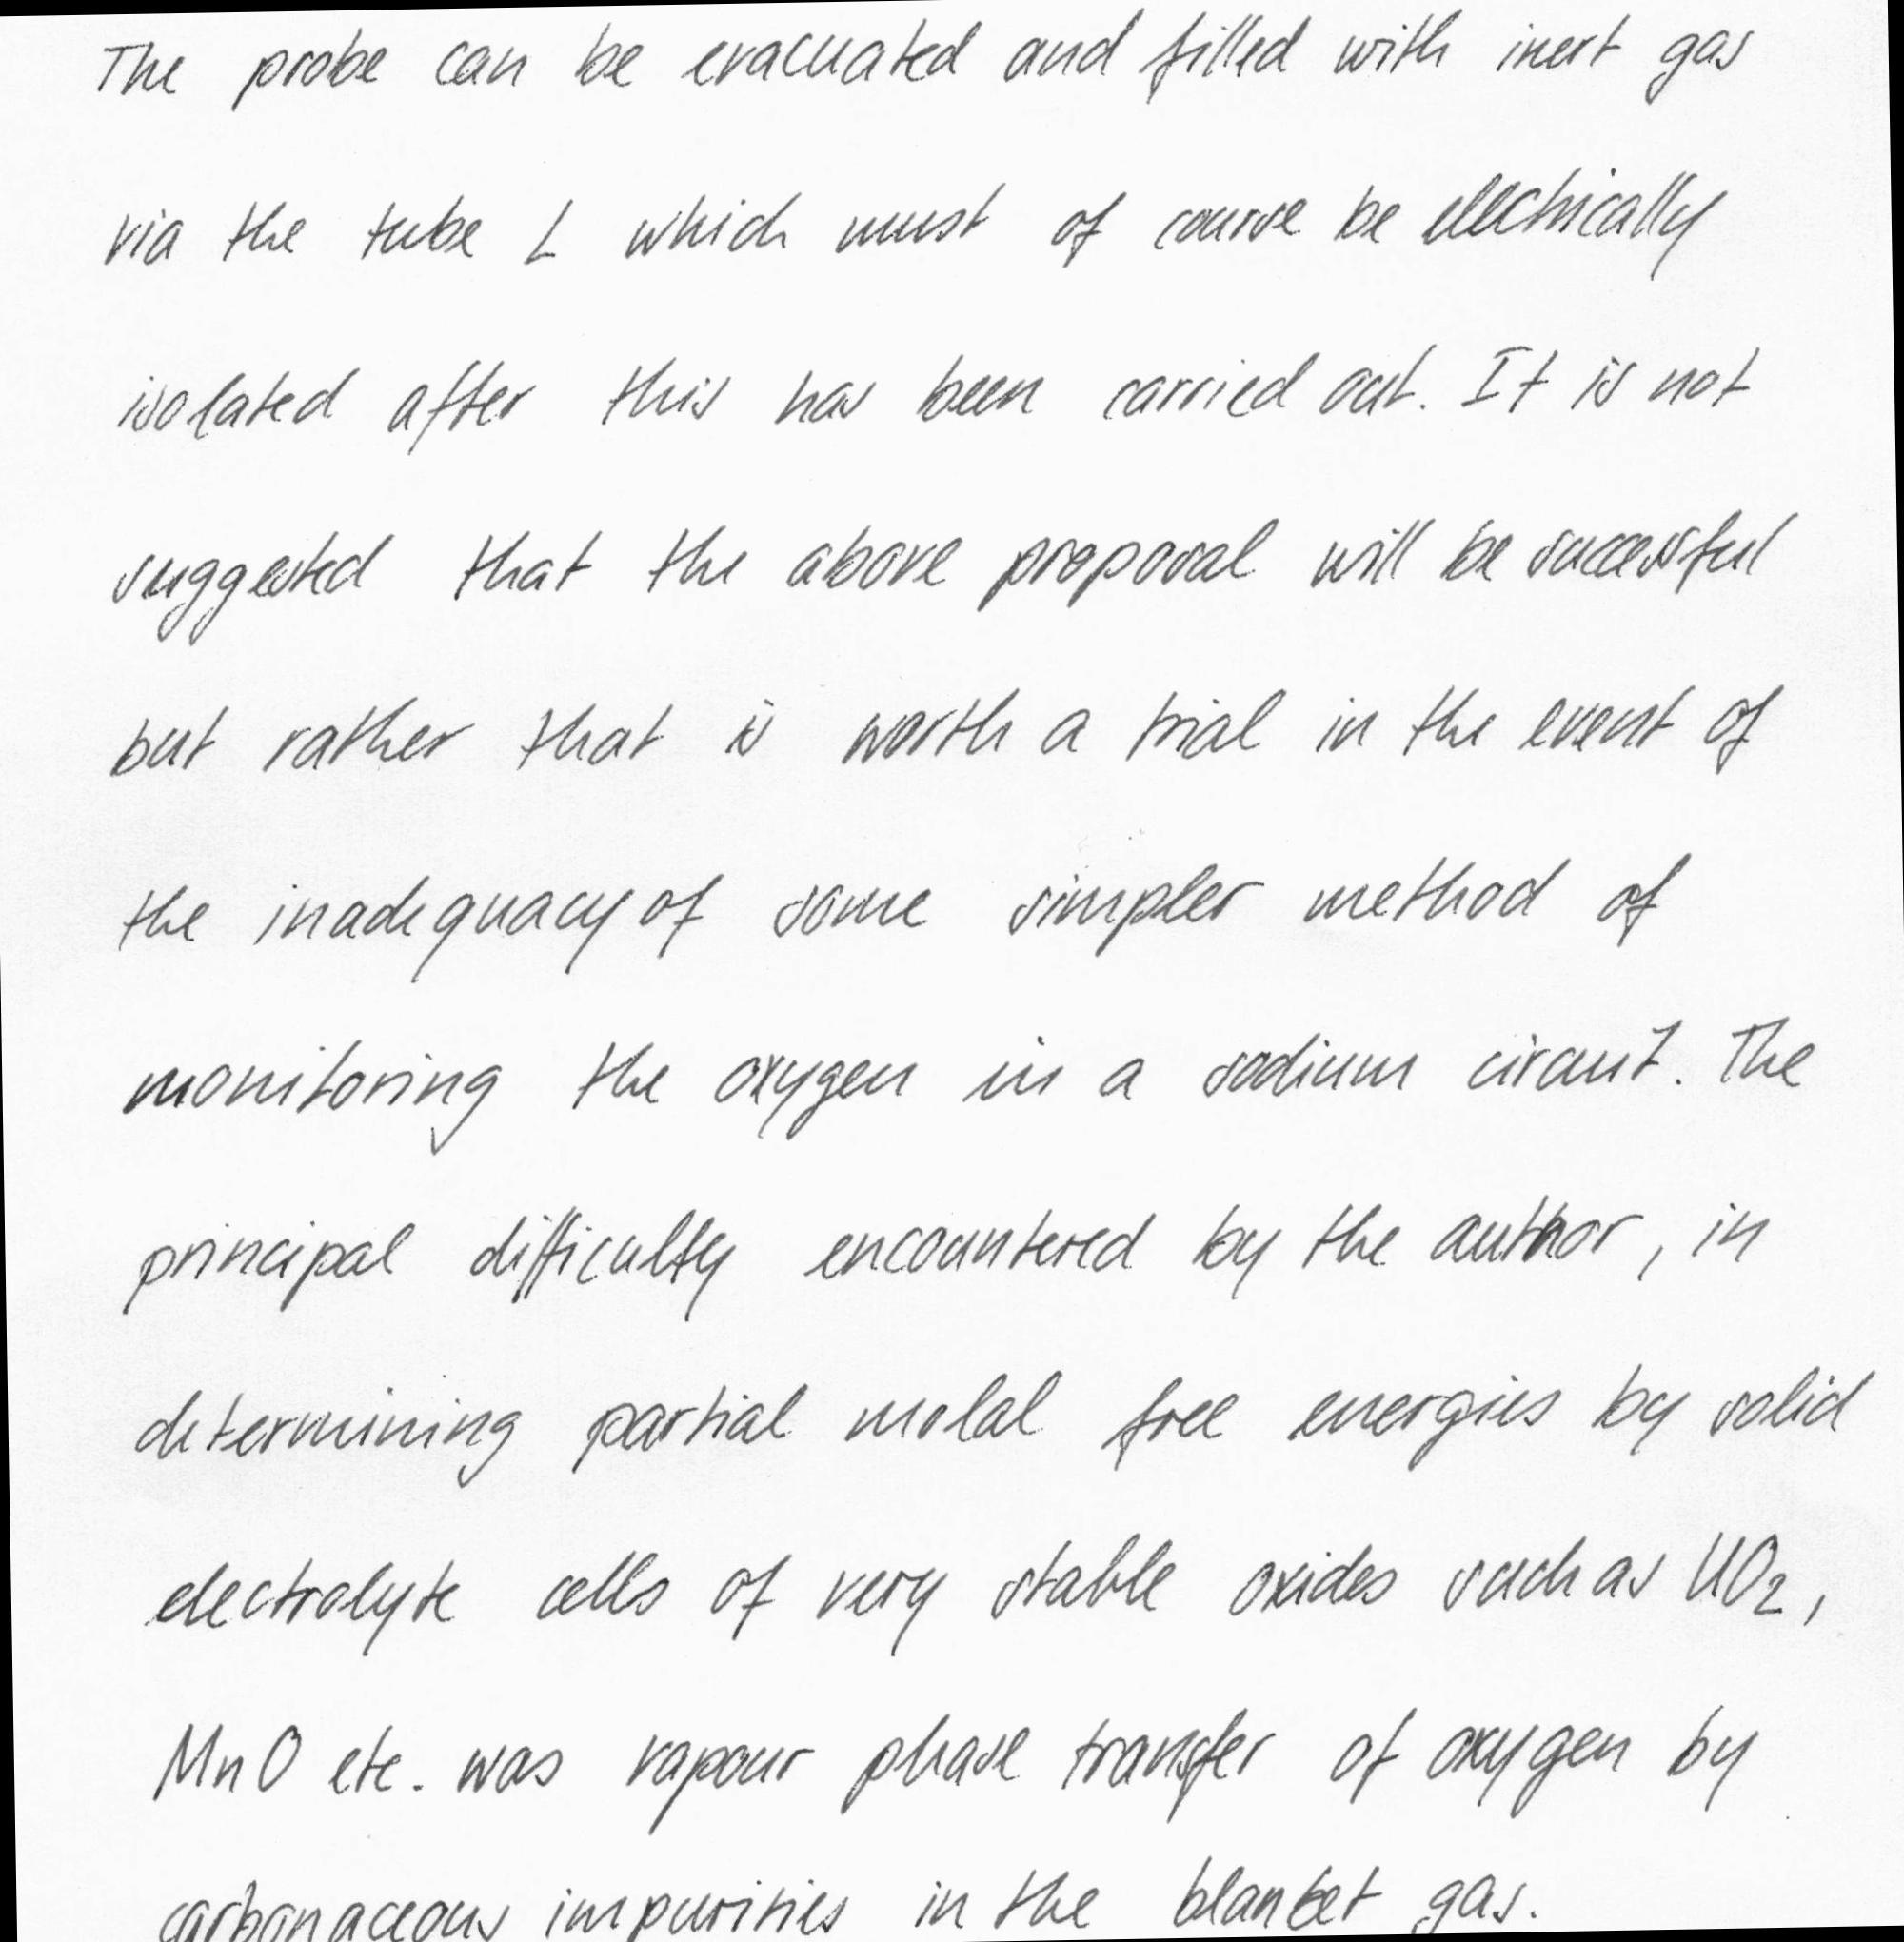 The probe can be evacuated and filled with inert gas
via the tube L which must of course be electrically
isolated after this has been carried out. It is not
suggested that the above proposal will be successful
but rather that is worth a trial in the event of
the inadequacy of some simpler method of
monitoring the oxygen in a sodium circuit. The
principal difficulty encountered by the author, in
determining partial molal free energies by solid
electrolyte cells of very stable oxides such as UO₂,
MnO etc. was vapour phase transfer of oxygen by
carbonaceous impurities in the blanket gas.